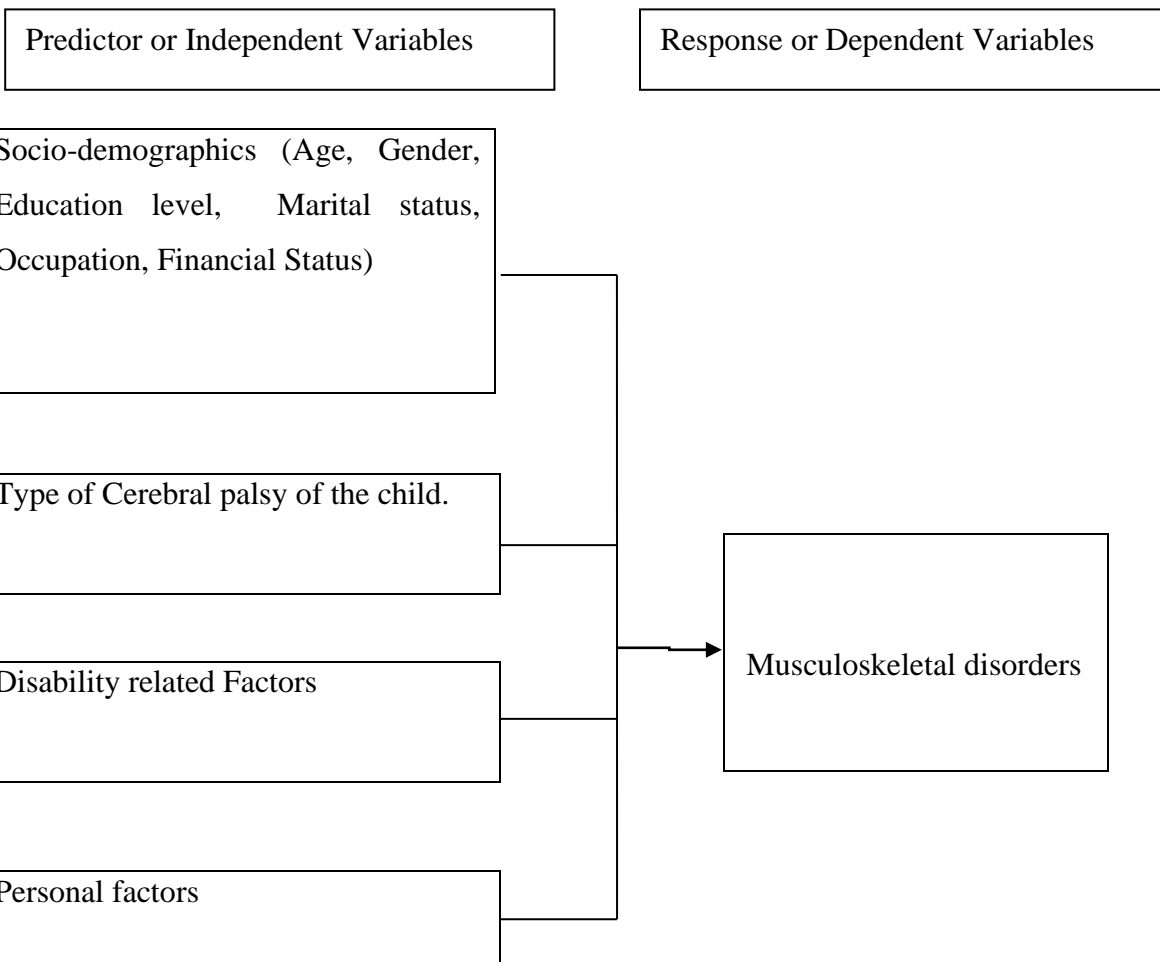 Predictor or Independent Variables
Response or Dependent Variables
Socio-demographics (Age, Gender,
Education level, Marital status,
Occupation, Financial Status)
Type of Cerebral palsy of the child.
Disability related Factors
Musculoskeletal disorders
Personal factors